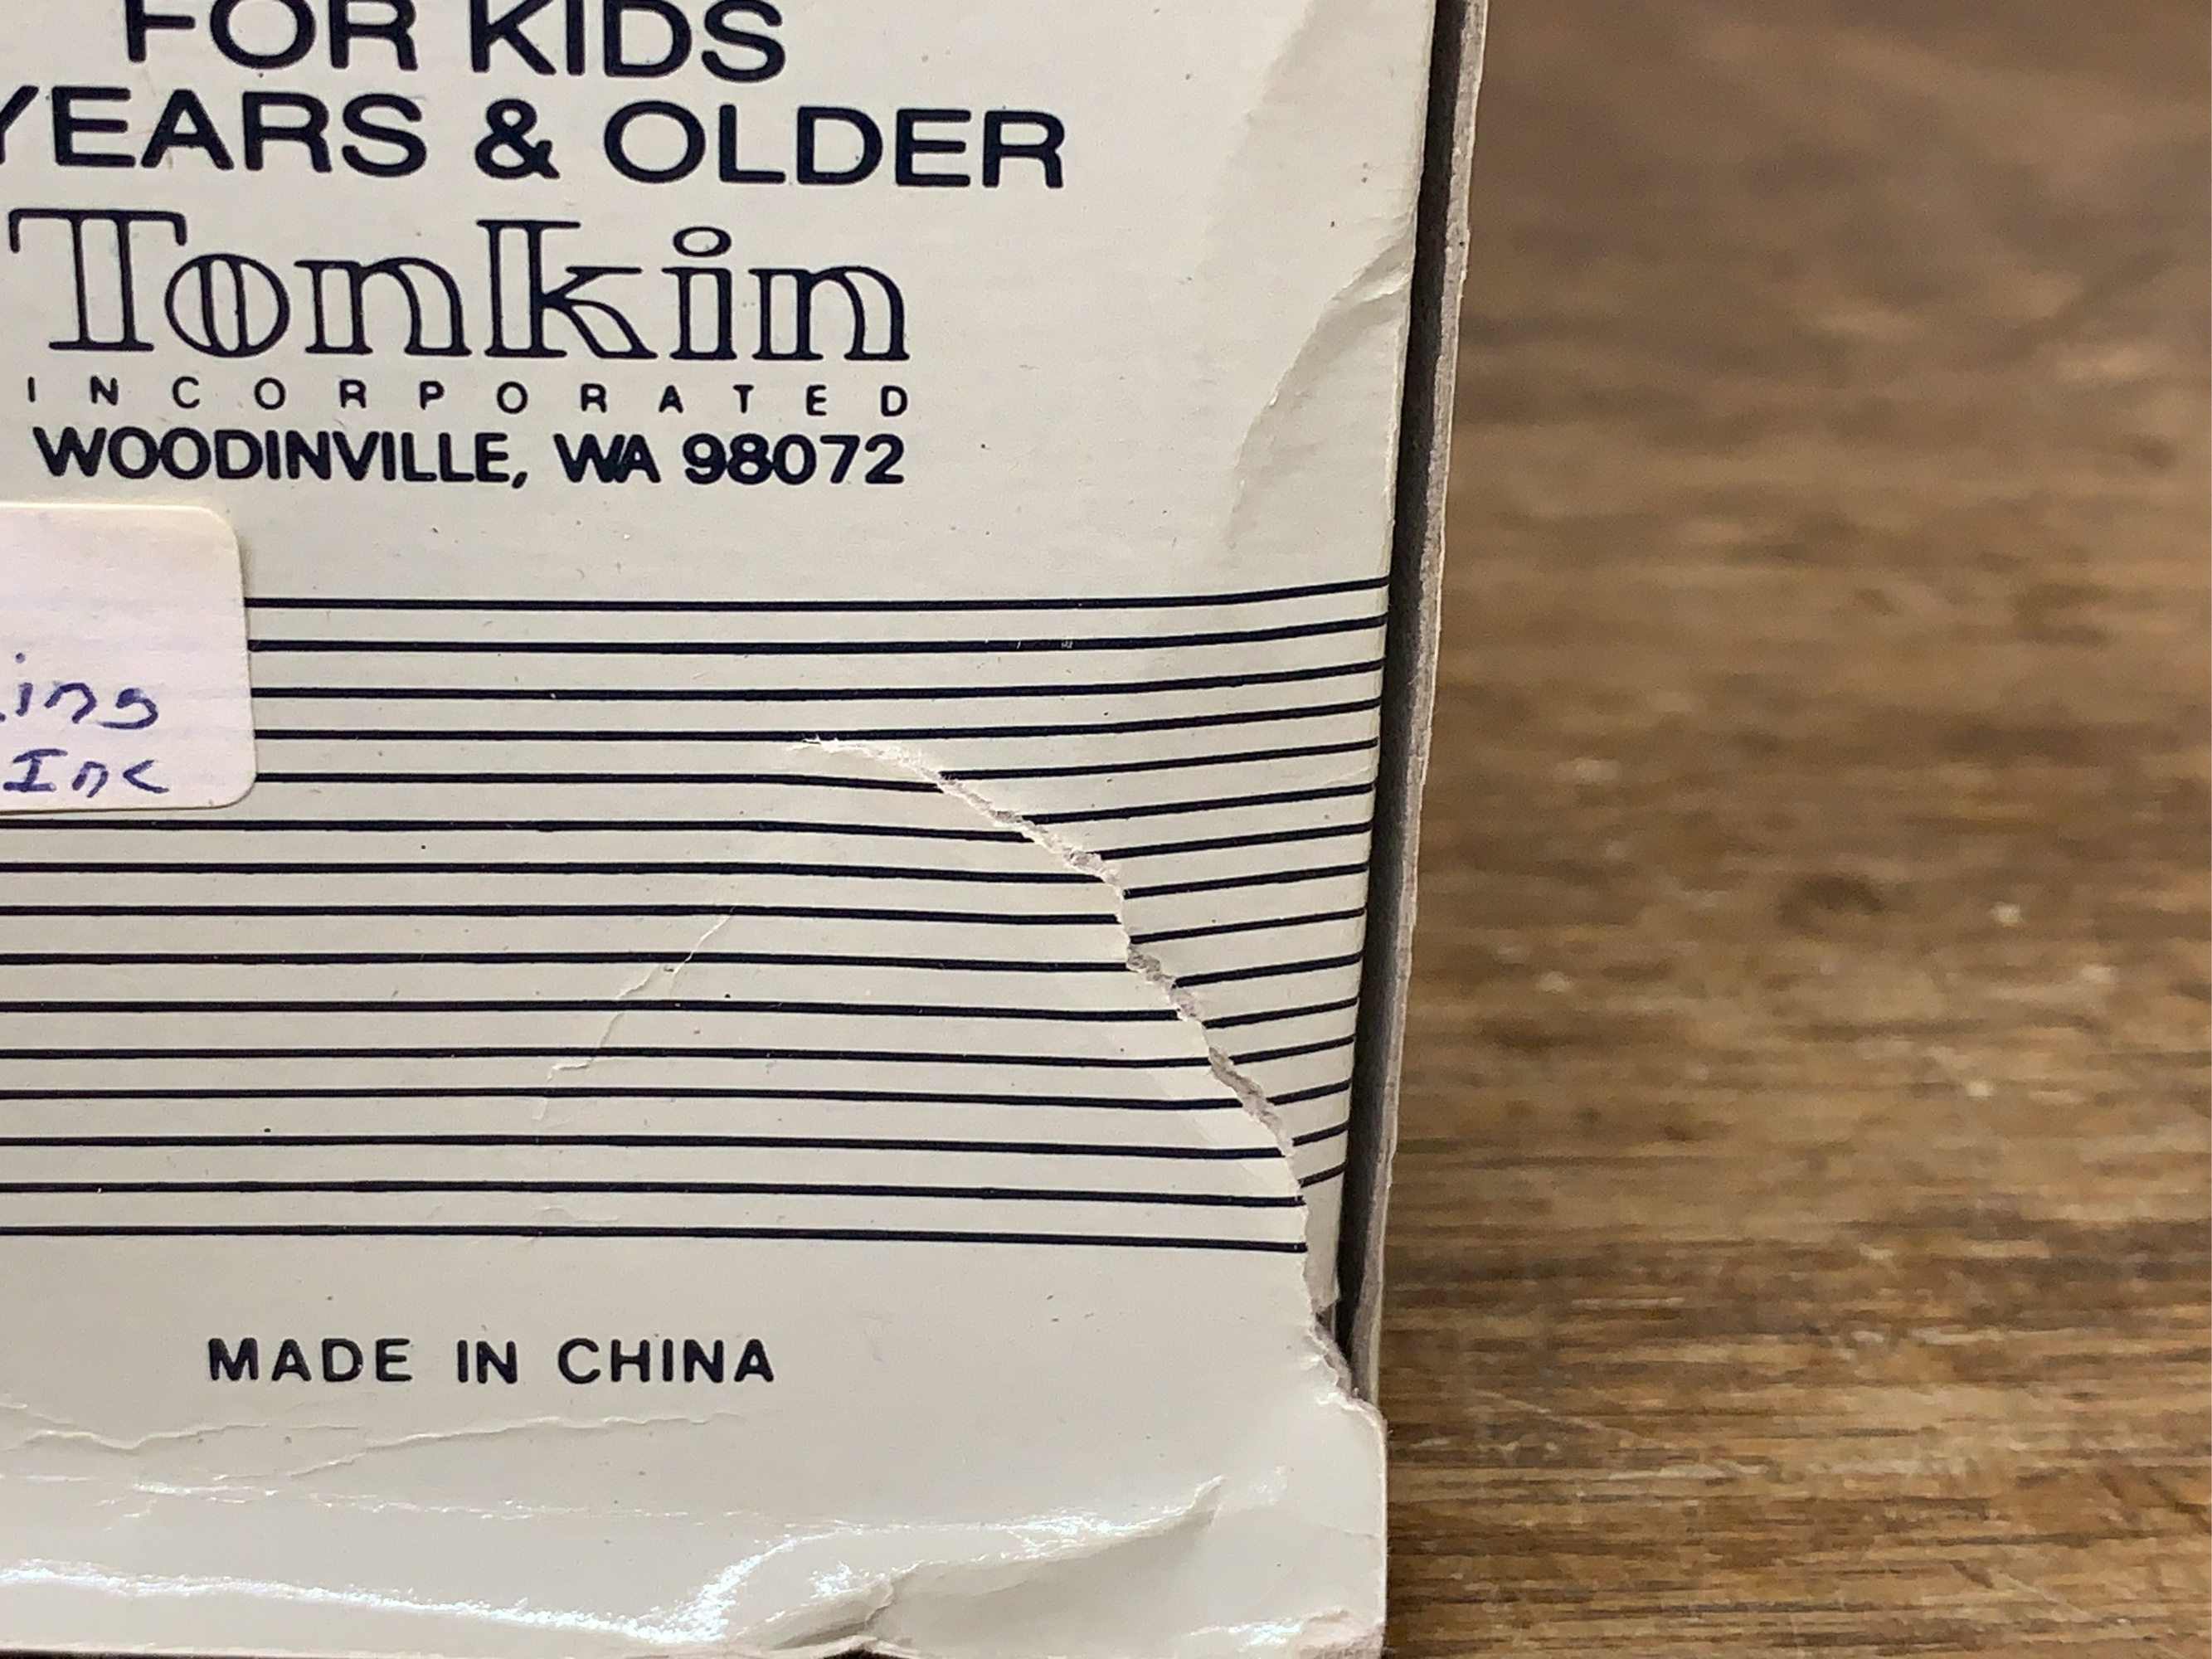 FOR KIDS
YEARS & OLDER
Tonkin
INCORPORATED
WOODINVILLE, WA 98072
Inc
MADE IN CHINA